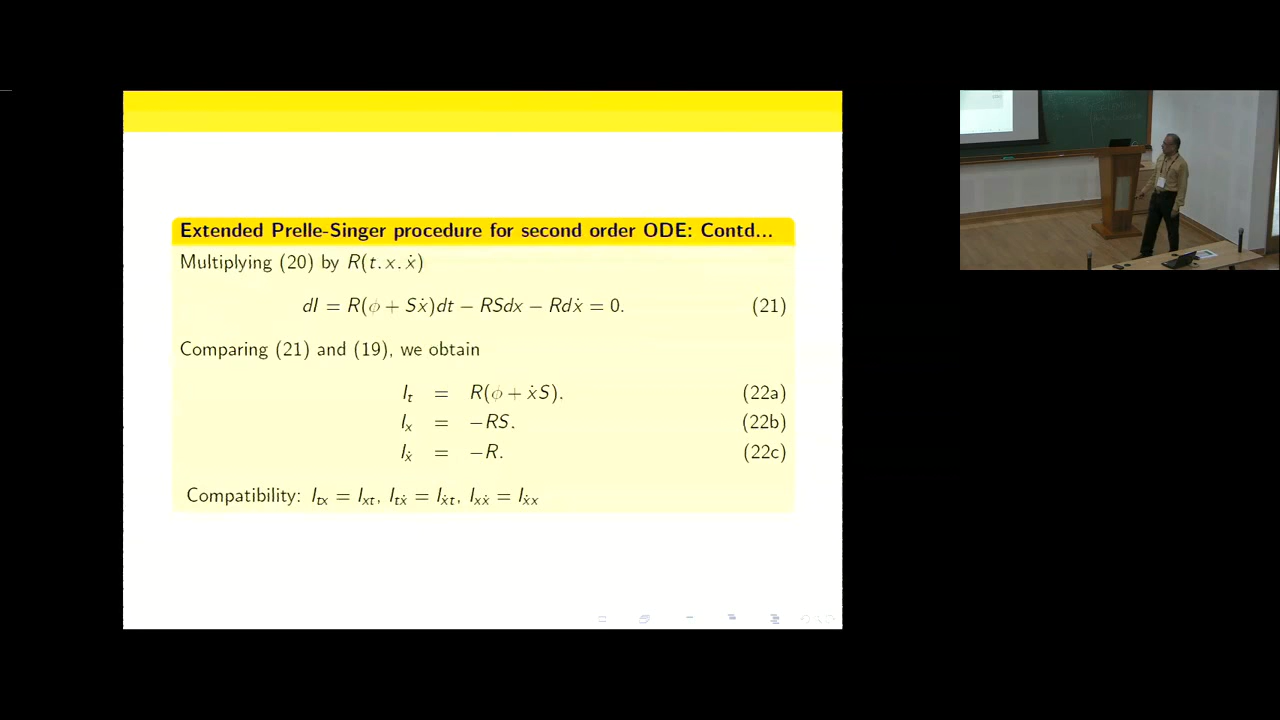 Extended Prelle-Singer procedure for second order ODE: Contd...
Multiplying (20) by R(t. x. ẋ)
dI = R(ϕ + Sẋ)dt − RSdx − Rdẋ = 0. (21)
Comparing (21) and (19), we obtain
I_t = R(ϕ + ẋS). (22a)
I_x = −RS. (22b)
I_ẋ = −R. (22c)
Compatibility: I_tx = I_xt, I_tẋ = I_ẋt, I_xẋ = I_ẋx